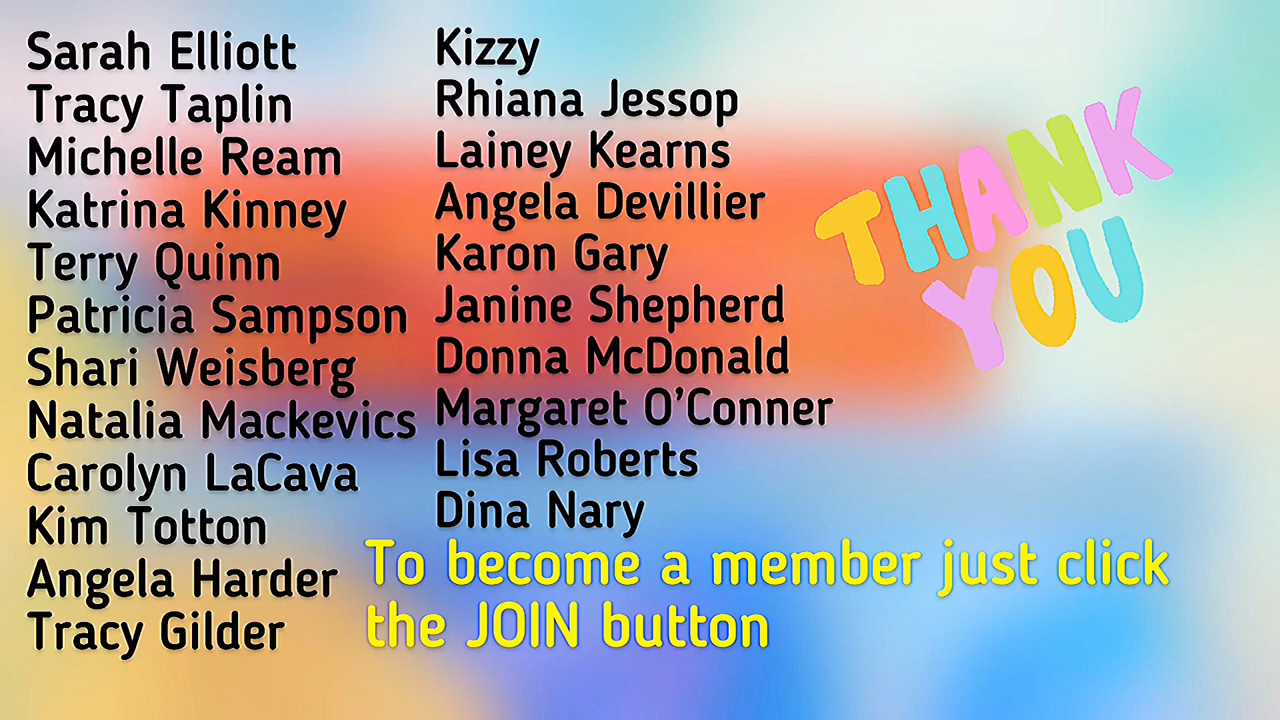 Sarah Elliott
Tracy Taplin
Michelle Ream
Katrina Kinney
Terry Quinn
Patricia Sampson
Shari Weisberg
Natalia Mackevics
Carolyn LaCava
Kim Totton
Angela Harder
Tracy Gilder
Kizzy
Rhiana Jessop
Lainey Kearns
Angela Devillier
Karon Gary
Janine Shepherd
Donna McDonald
Margaret O’Conner
Lisa Roberts
Dina Nary
THANK
YOU
To become a member just click
the JOIN button